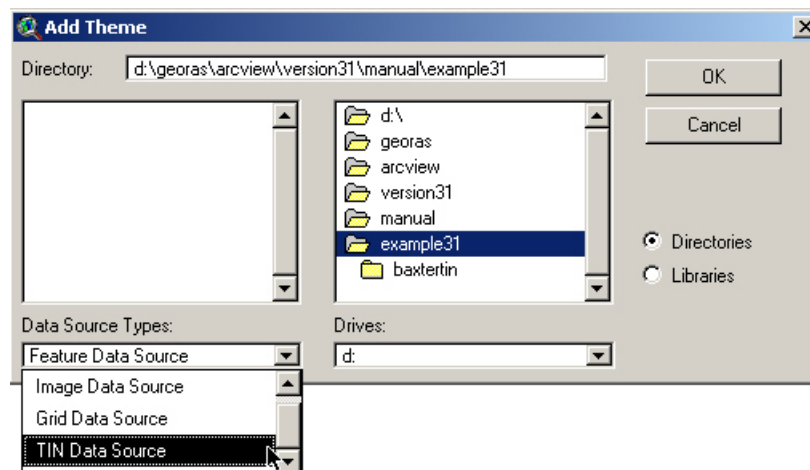 Add Theme
Directory: d:\georas\arcview\version31\manual\example31
OK
Cancel
d:\
georas
arcview
version31
manual
example31
baxtertin
Directories
Libraries
Data Source Types:
Drives:
Feature Data Source
d:
Image Data Source
Grid Data Source
TIN Data Source